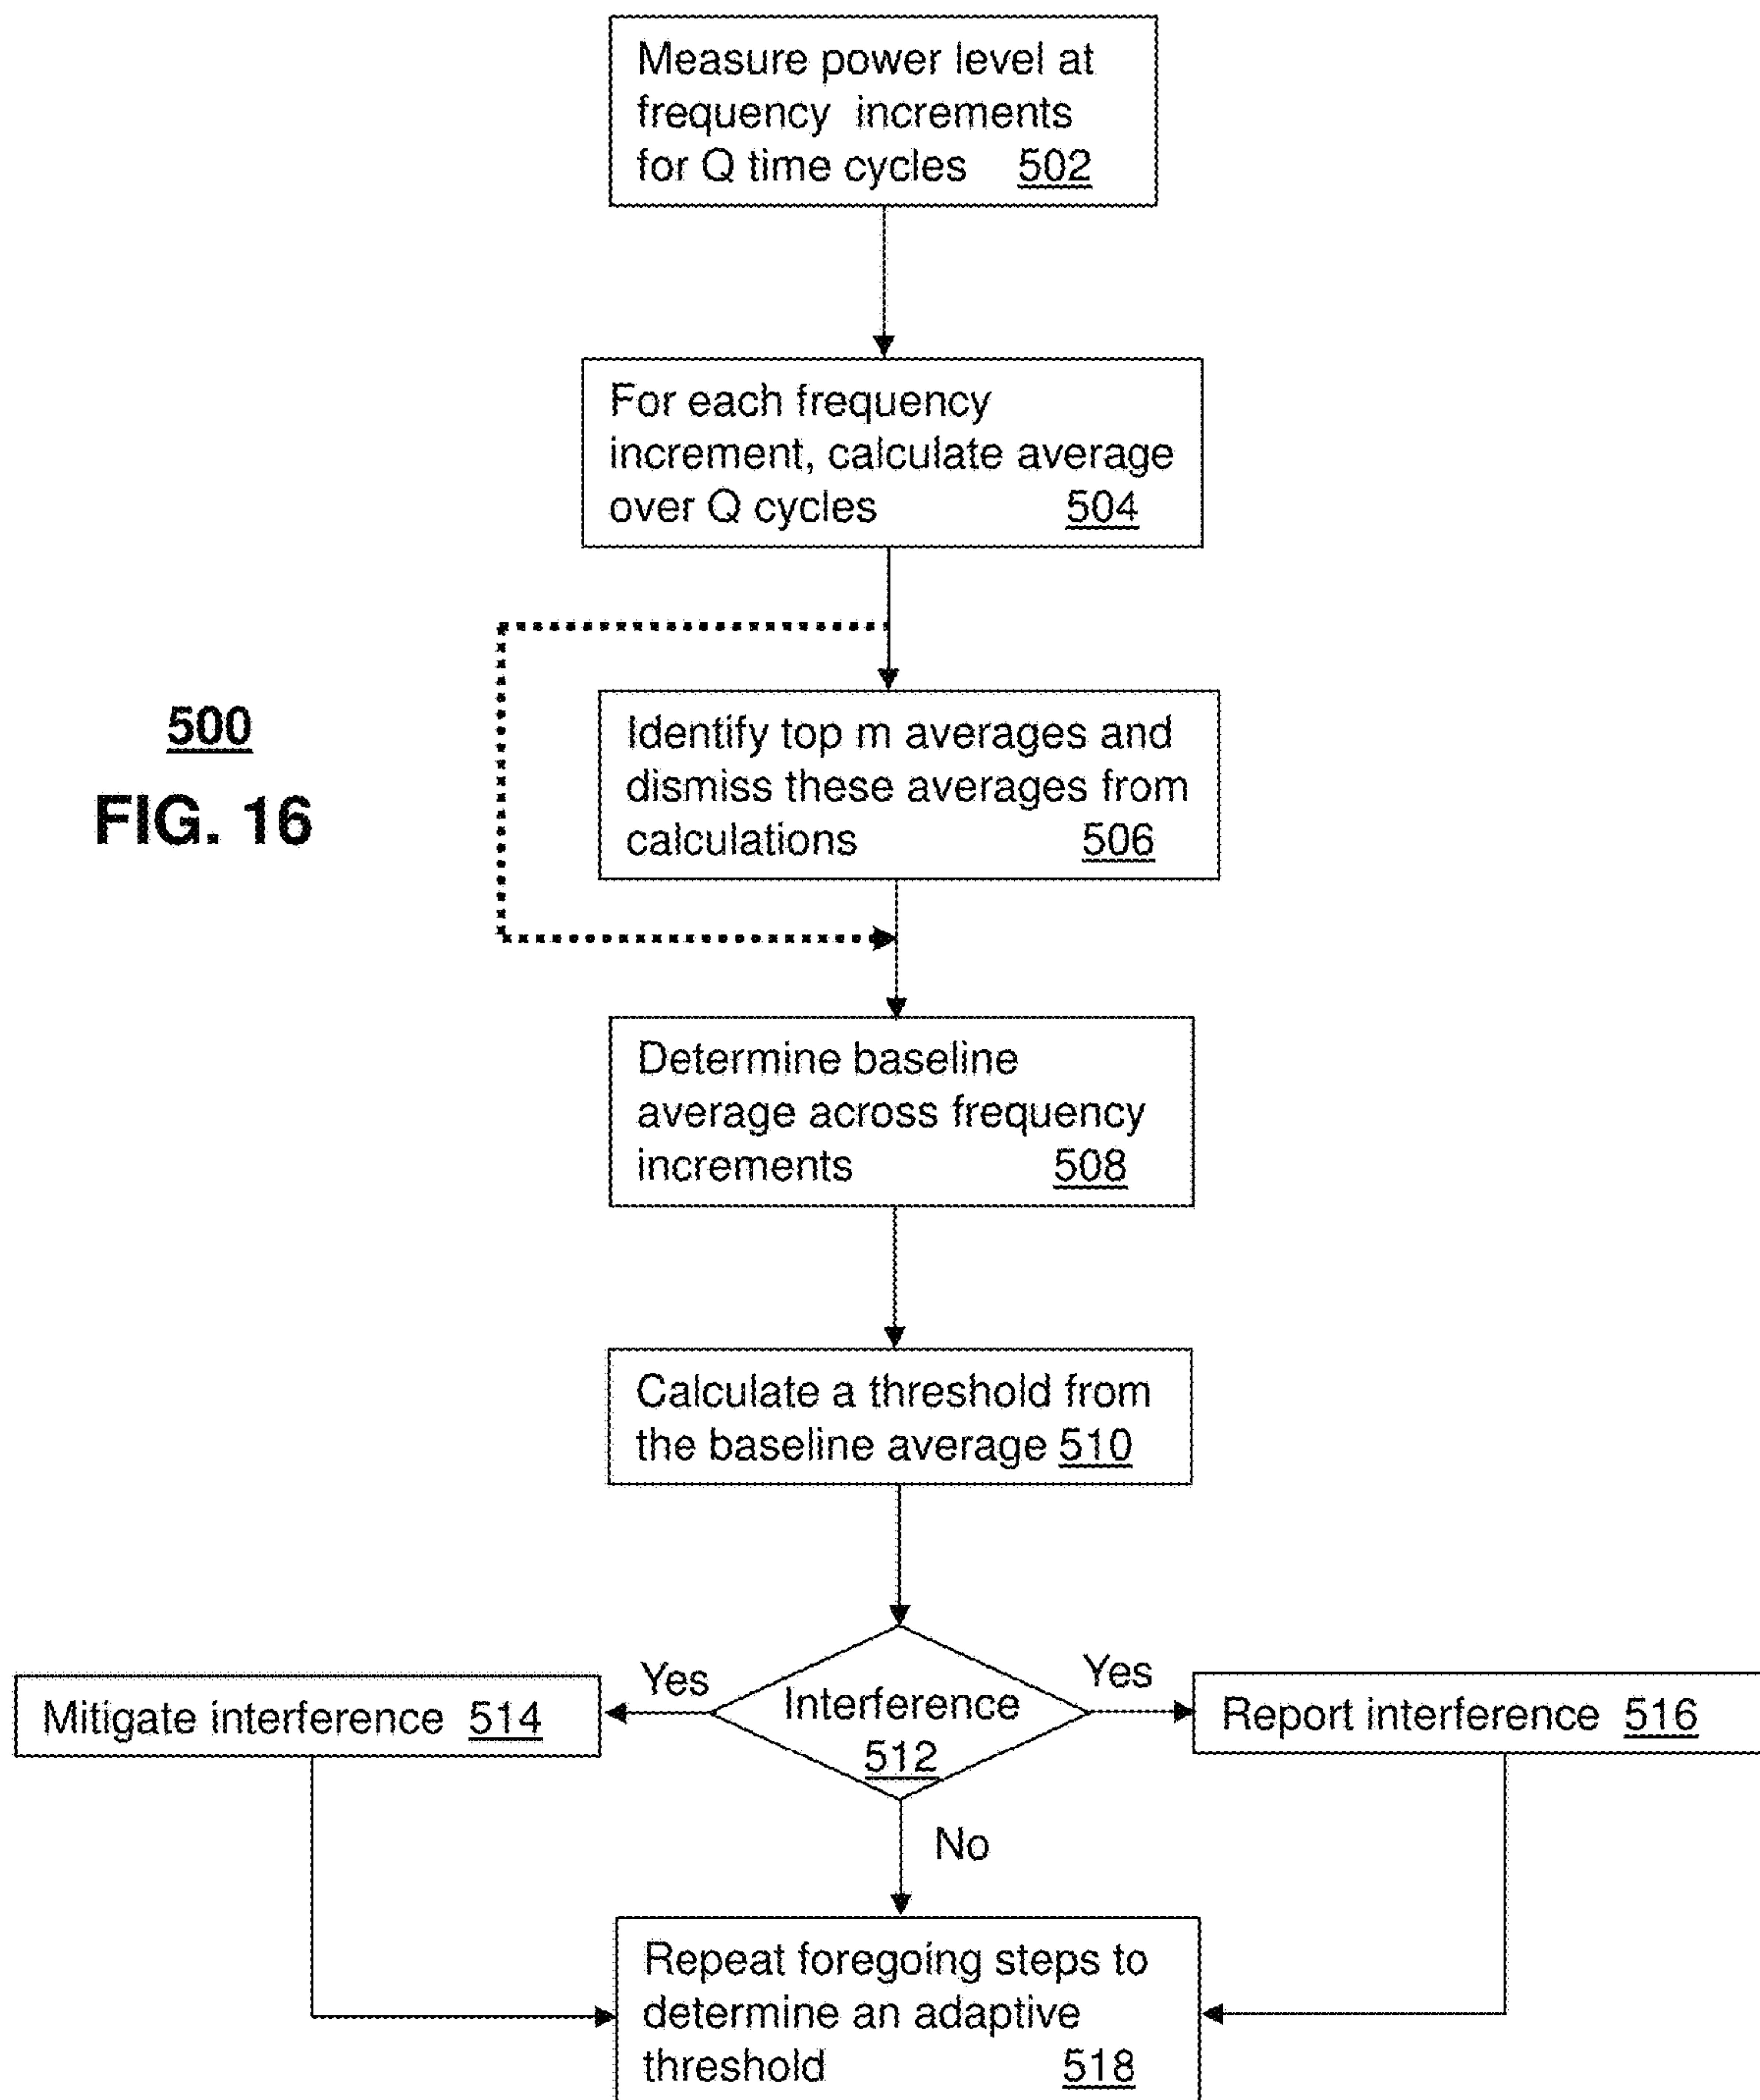 Measure power level at
frequency increments
for Q time cycles 502
For each frequency
increment, calculate average
over Q cycles 504
500
FIG. 16
Identify top m averages and
dismiss these averages from
calculations 506
Determine baseline
average across frequency
increments 508
Calculate a threshold from
the baseline average 510
Yes
Yes
Mitigate interference 514
Interference
512
Report interference 516
No
Repeat foregoing steps to
determine an adaptive
threshold 518